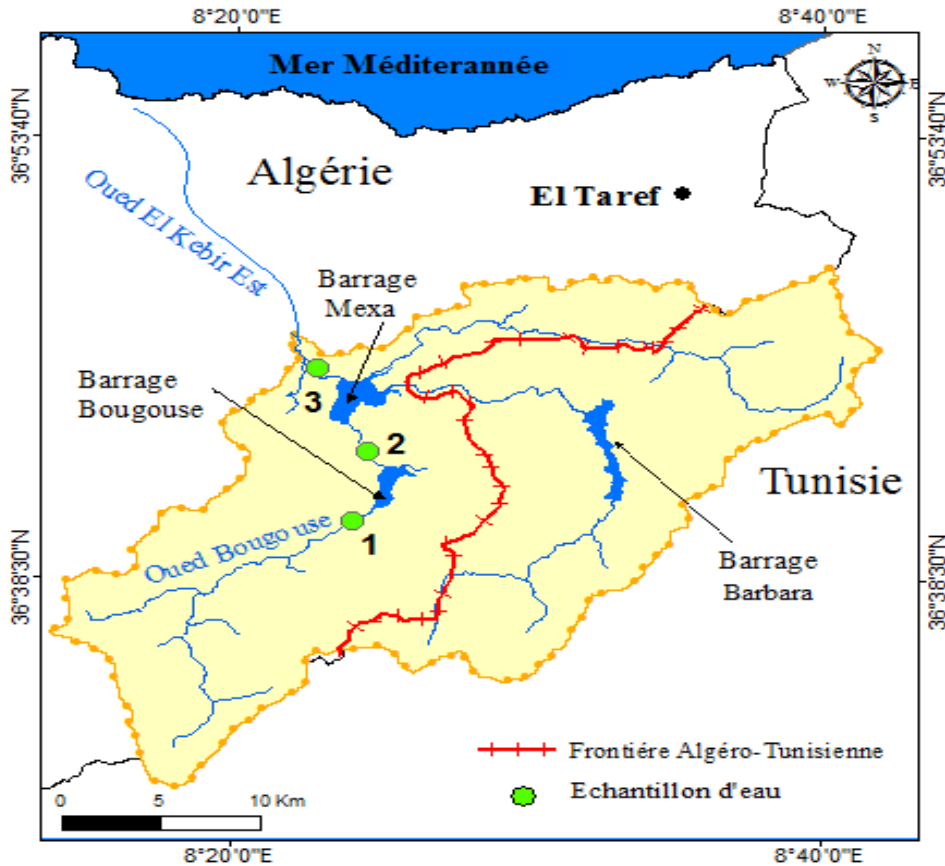 8°20'0"E
8°40'0"E
Mer Méditerannée
N
W
E
S
36°53'40"N
36°53'40"N
Algérie
El Taref
Oued El Kebir Est
Barrage
Mexa
Barrage
Bougouse
3
2
Tunisie
1
Oued Bougouse
Barrage
Barbara
36°38'30"N
36°38'30"N
Frontiére Algéro-Tunisienne
Echantillon d'eau
0 5 10 Km
8°20'0"E
8°40'0"E